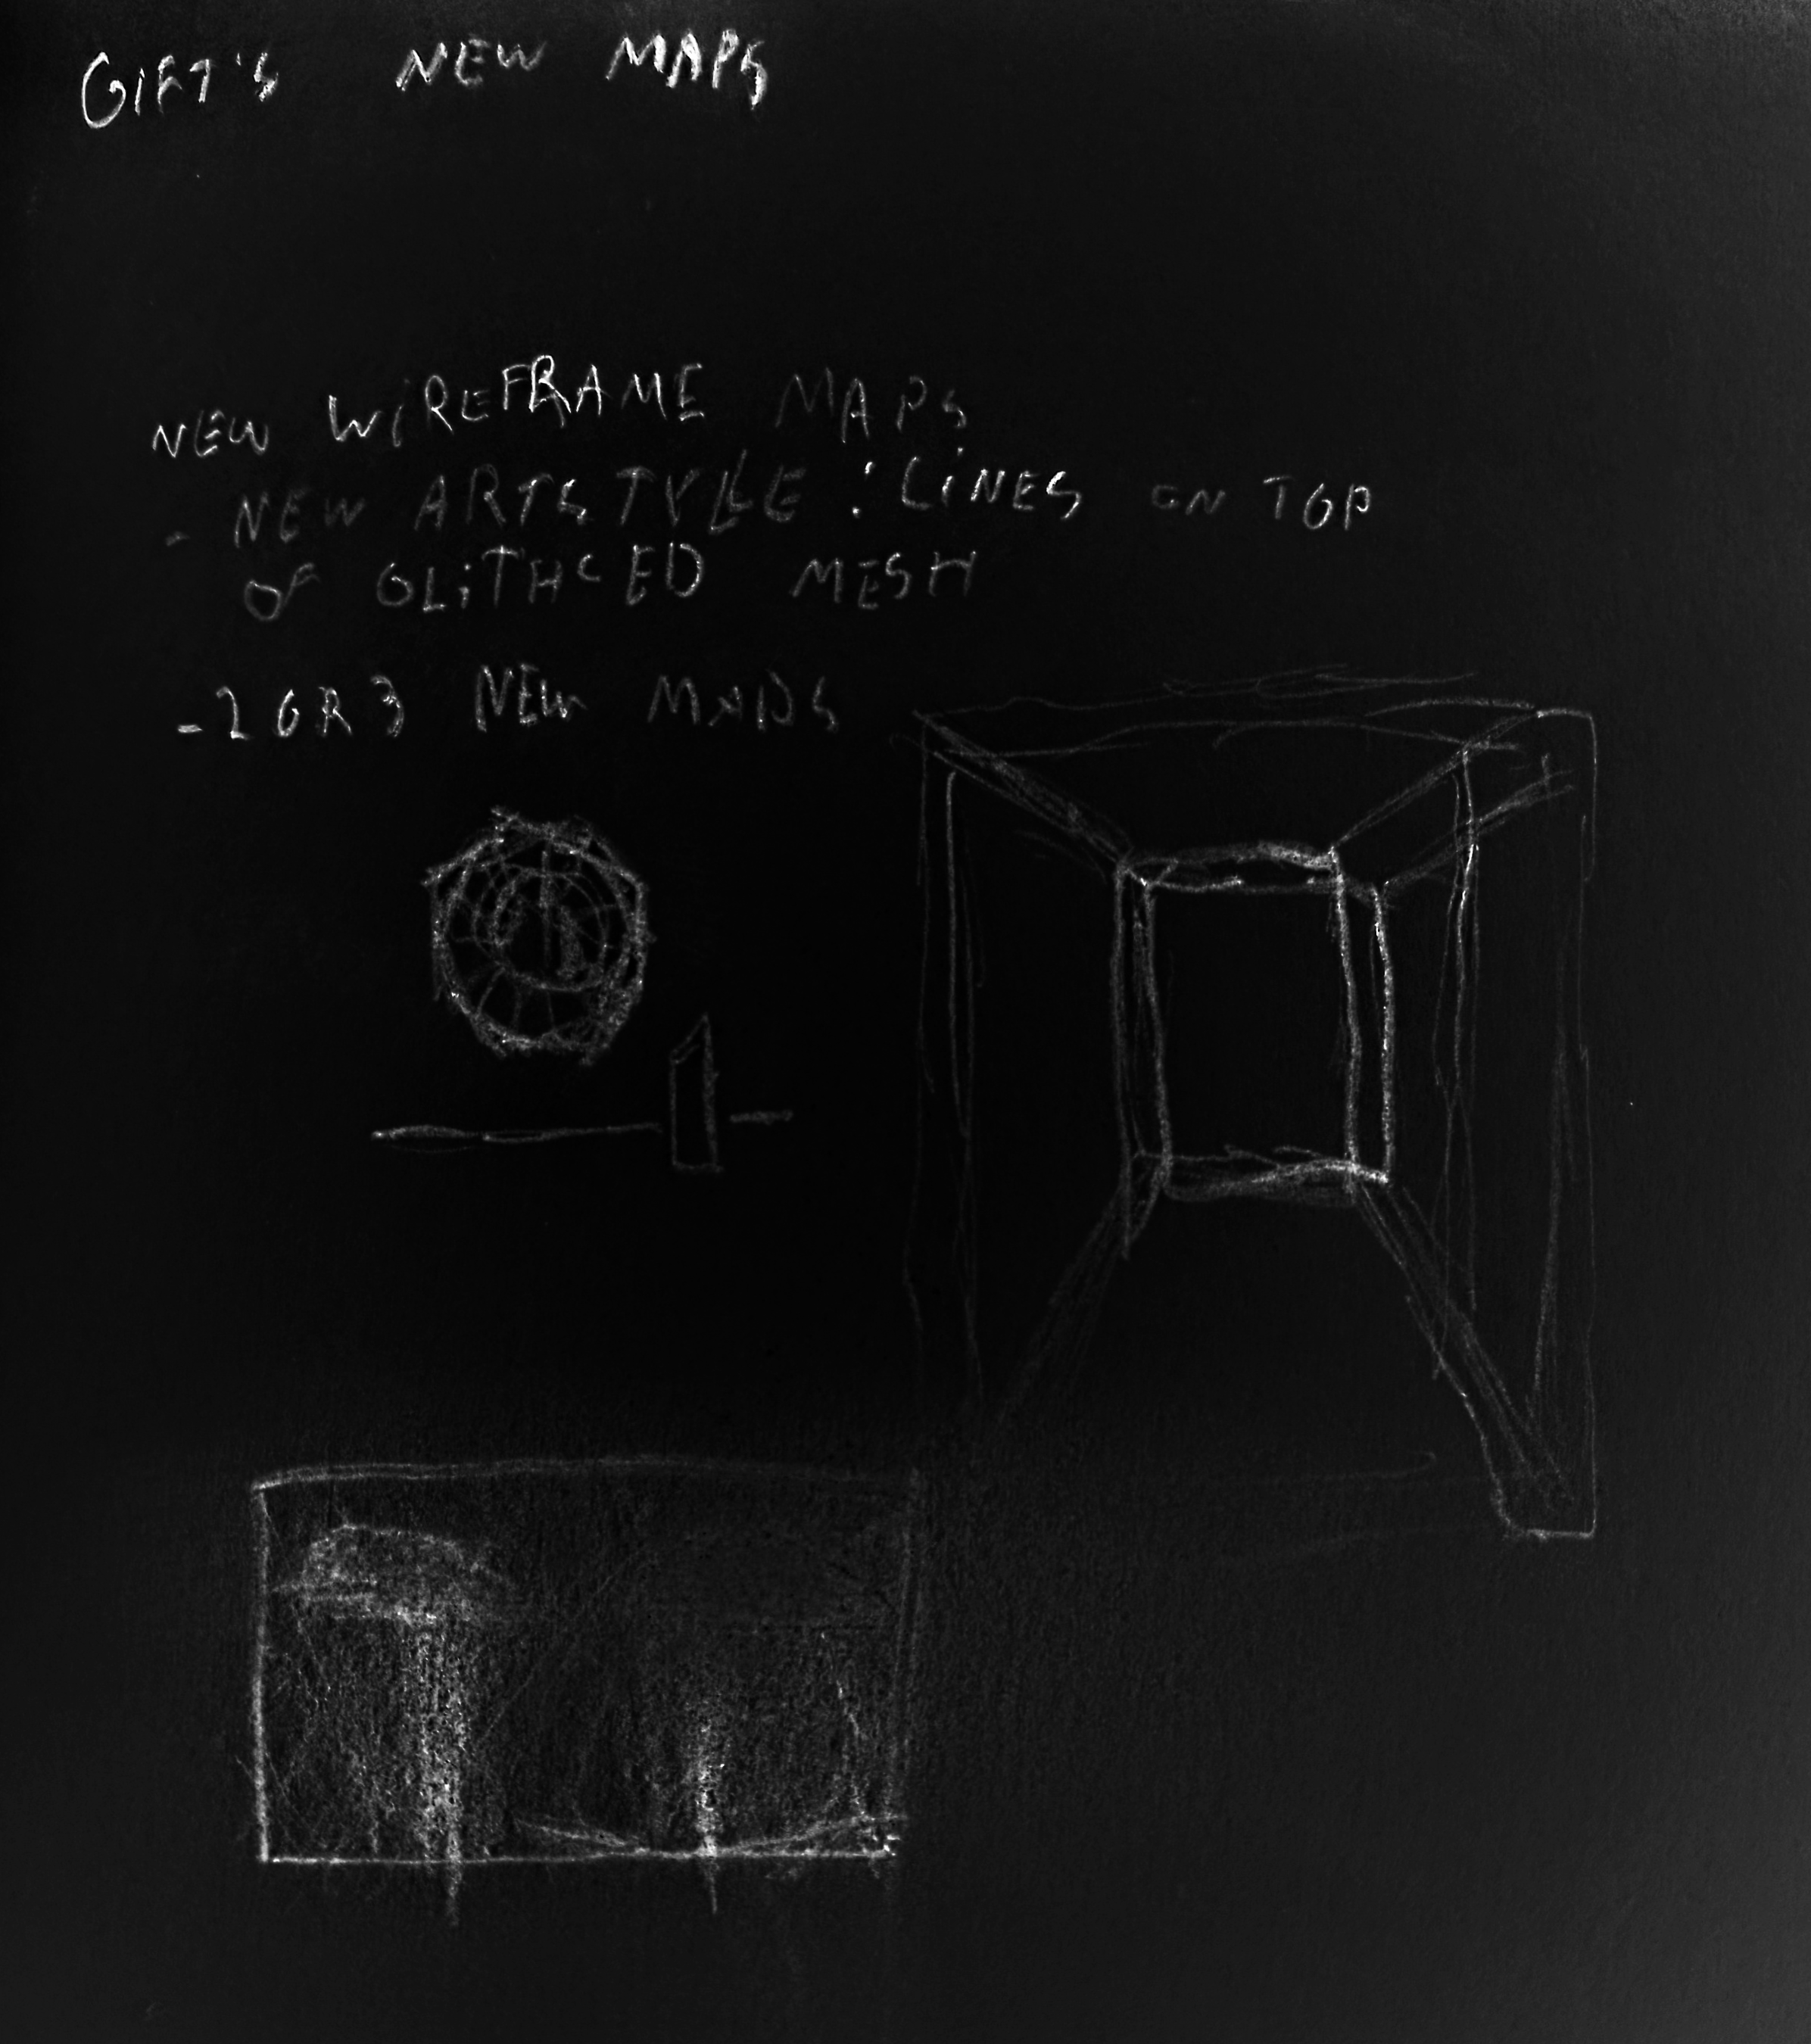 GIFT'S NEW MAPS
NEW WIREFRAME MAPS
- NEW ARTSTYLE : LINES ON TOP
OF GLITHCED MESH
- 2 OR 3 NEW MAPS